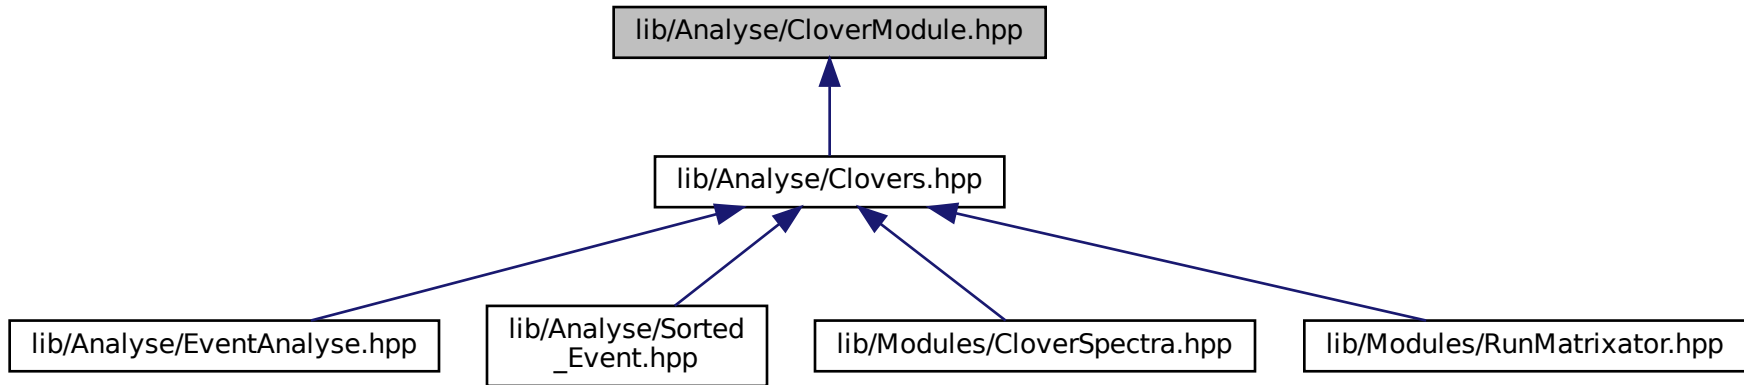 lib/Analyse/CloverModule.hpp
lib/Analyse/Clovers.hpp
lib/Analyse/EventAnalyse.hpp
lib/Analyse/Sorted
_Event.hpp
lib/Modules/CloverSpectra.hpp
lib/Modules/RunMatrixator.hpp